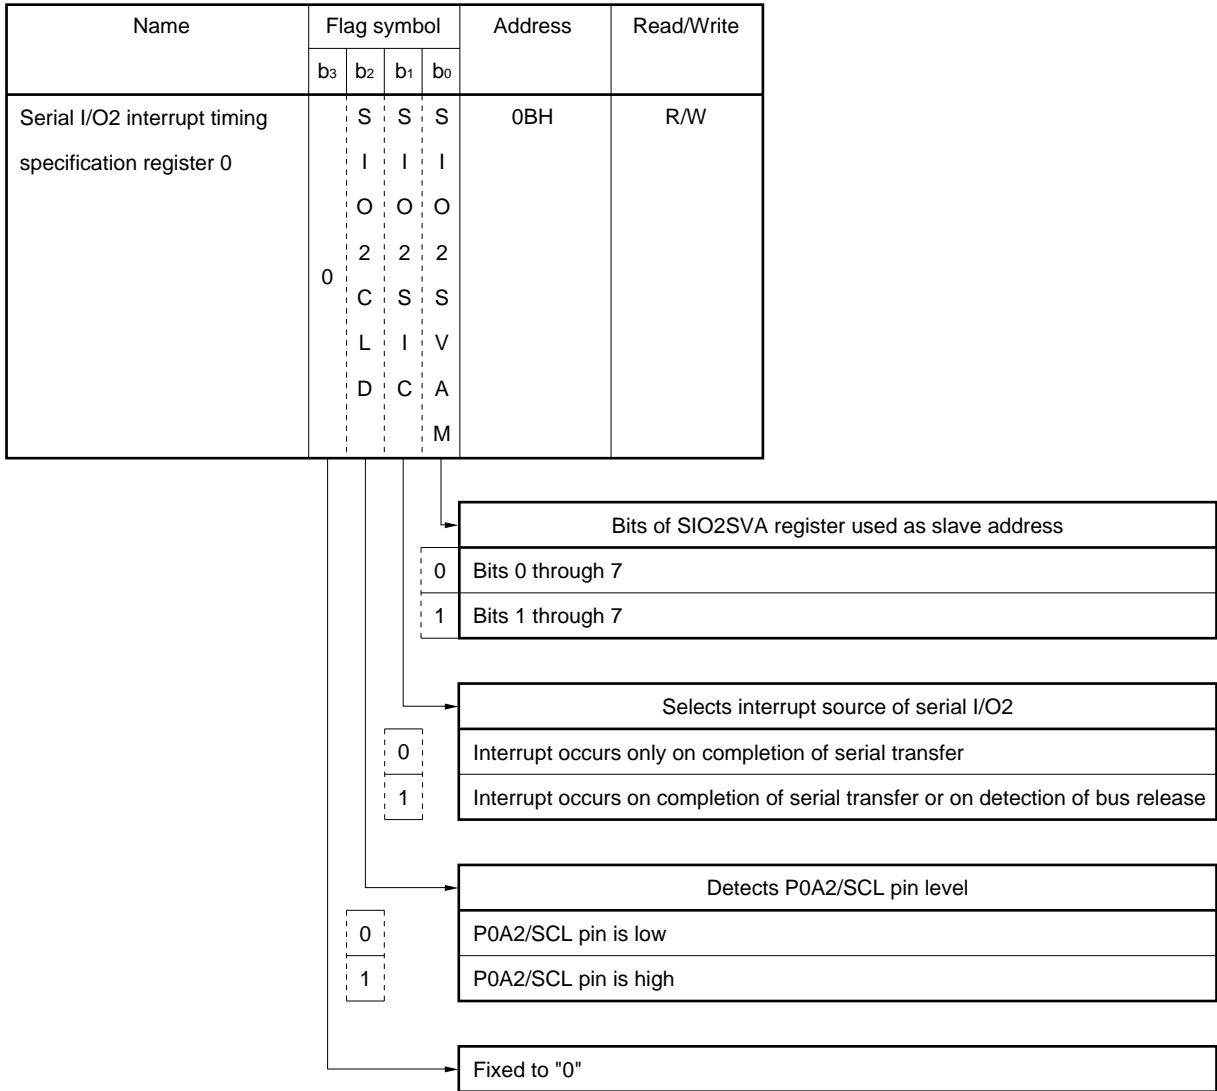 Name Flag symbol Address Read/Write
b3 b2 b1 b0
Serial I/O2 interrupt timing S S S 0BH R/W
specification register 0 I I I
O O O
2 2 2
0
C S S
L I V
D C A
M
Bits of SIO2SVA register used as slave address
0 Bits 0 through 7
1 Bits 1 through 7
Selects interrupt source of serial I/O2
0 Interrupt occurs only on completion of serial transfer
1 Interrupt occurs on completion of serial transfer or on detection of bus release
Detects P0A2/SCL pin level
0 P0A2/SCL pin is low
1 P0A2/SCL pin is high
Fixed to "0"